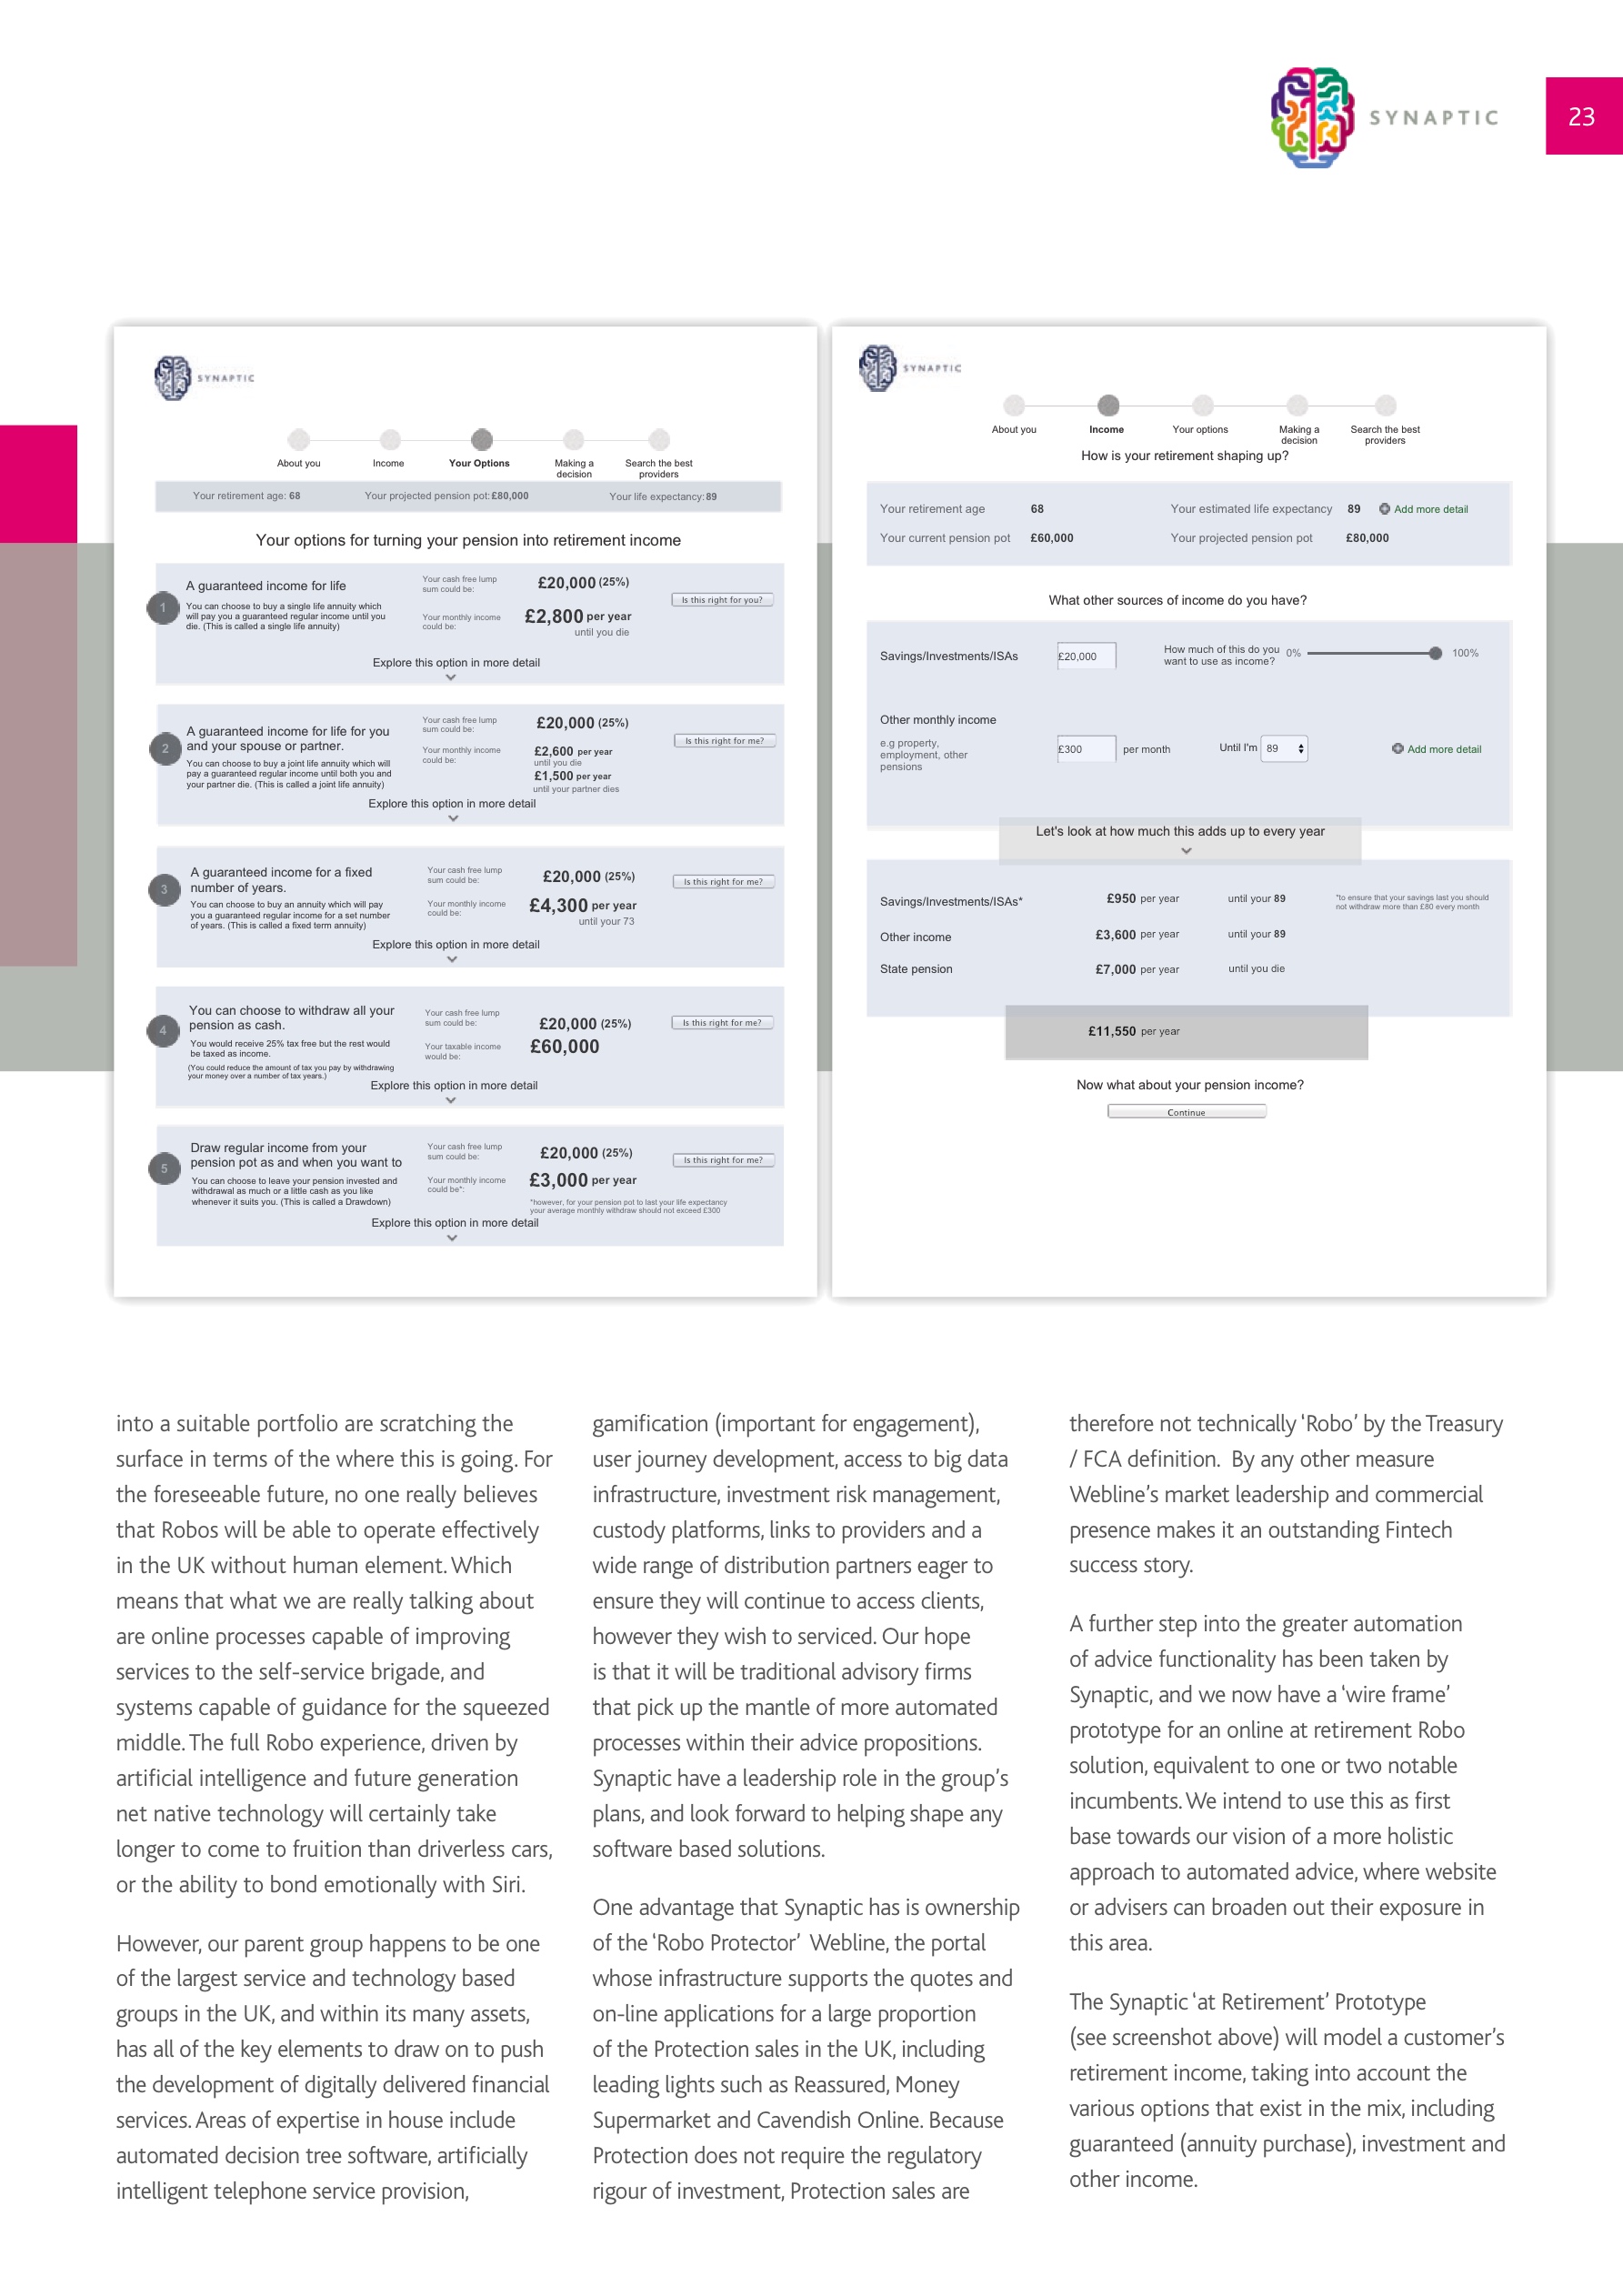 SYNAPTIC
23
SYNAPTIC
About you
Income
Your Options
Making a
decision
Search the best
providers
Your retirement age: 68
Your projected pension pot: £80,000
Your life expectancy: 89
Your options for turning your pension into retirement income
1
A guaranteed income for life
You can choose to buy a single life annuity which
will pay you a guaranteed regular income until you
die. (This is called a single life annuity)
Your cash free lump
sum could be:
£20,000 (25%)
Your monthly income
could be:
£2,800 per year
until you die
Is this right for you?
Explore this option in more detail
2
A guaranteed income for life for you
and your spouse or partner.
You can choose to buy a joint life annuity which will
pay a guaranteed regular income until both you and
your partner die. (This is called a joint life annuity)
Your cash free lump
sum could be:
£20,000 (25%)
Your monthly income
could be:
£2,600 per year
until you die
£1,500 per year
until your partner dies
Is this right for me?
Explore this option in more detail
3
A guaranteed income for a fixed
number of years.
You can choose to buy an annuity which will pay
you a guaranteed regular income for a set number
of years. (This is called a fixed term annuity)
Your cash free lump
sum could be:
£20,000 (25%)
Your monthly income
could be:
£4,300 per year
until your 73
Is this right for me?
Explore this option in more detail
4
You can choose to withdraw all your
pension as cash.
You would receive 25% tax free but the rest would
be taxed as income.
(You could reduce the amount of tax you pay by withdrawing
your money over a number of tax years.)
Your cash free lump
sum could be:
£20,000 (25%)
Your taxable income
would be:
£60,000
Is this right for me?
Explore this option in more detail
5
Draw regular income from your
pension pot as and when you want to
You can choose to leave your pension invested and
withdrawal as much or a little cash as you like
whenever it suits you. (This is called a Drawdown)
Your cash free lump
sum could be:
£20,000 (25%)
Your monthly income
could be*:
£3,000 per year
*however, for your pension pot to last your life expectancy
your average monthly withdraw should not exceed £300
Is this right for me?
Explore this option in more detail
SYNAPTIC
About you
Income
Your options
Making a
decision
Search the best
providers
How is your retirement shaping up?
Your retirement age 68
Your estimated life expectancy 89 Add more detail
Your current pension pot £60,000
Your projected pension pot £80,000
What other sources of income do you have?
Savings/Investments/ISAs
£20,000
How much of this do you
want to use as income?
0%
100%
Other monthly income
e.g property,
employment, other
pensions
£300
per month
Until I'm 89
Add more detail
Let's look at how much this adds up to every year
Savings/Investments/ISAs*
£950 per year
until your 89
*to ensure that your savings last you should
not withdraw more than £80 every month
Other income
£3,600 per year
until your 89
State pension
£7,000 per year
until you die
£11,550 per year
Now what about your pension income?
Continue
into a suitable portfolio are scratching the
surface in terms of the where this is going. For
the foreseeable future, no one really believes
that Robos will be able to operate effectively
in the UK without human element. Which
means that what we are really talking about
are online processes capable of improving
services to the self-service brigade, and
systems capable of guidance for the squeezed
middle. The full Robo experience, driven by
artificial intelligence and future generation
net native technology will certainly take
longer to come to fruition than driverless cars,
or the ability to bond emotionally with Siri.
However, our parent group happens to be one
of the largest service and technology based
groups in the UK, and within its many assets,
has all of the key elements to draw on to push
the development of digitally delivered financial
services. Areas of expertise in house include
automated decision tree software, artificially
intelligent telephone service provision,
gamification (important for engagement),
user journey development, access to big data
infrastructure, investment risk management,
custody platforms, links to providers and a
wide range of distribution partners eager to
ensure they will continue to access clients,
however they wish to serviced. Our hope
is that it will be traditional advisory firms
that pick up the mantle of more automated
processes within their advice propositions.
Synaptic have a leadership role in the group's
plans, and look forward to helping shape any
software based solutions.
One advantage that Synaptic has is ownership
of the 'Robo Protector' Webline, the portal
whose infrastructure supports the quotes and
on-line applications for a large proportion
of the Protection sales in the UK, including
leading lights such as Reassured, Money
Supermarket and Cavendish Online. Because
Protection does not require the regulatory
rigour of investment, Protection sales are
therefore not technically 'Robo' by the Treasury
/ FCA definition. By any other measure
Webline's market leadership and commercial
presence makes it an outstanding Fintech
success story.
A further step into the greater automation
of advice functionality has been taken by
Synaptic, and we now have a 'wire frame'
prototype for an online at retirement Robo
solution, equivalent to one or two notable
incumbents. We intend to use this as first
base towards our vision of a more holistic
approach to automated advice, where website
or advisers can broaden out their exposure in
this area.
The Synaptic 'at Retirement' Prototype
(see screenshot above) will model a customer's
retirement income, taking into account the
various options that exist in the mix, including
guaranteed (annuity purchase), investment and
other income.